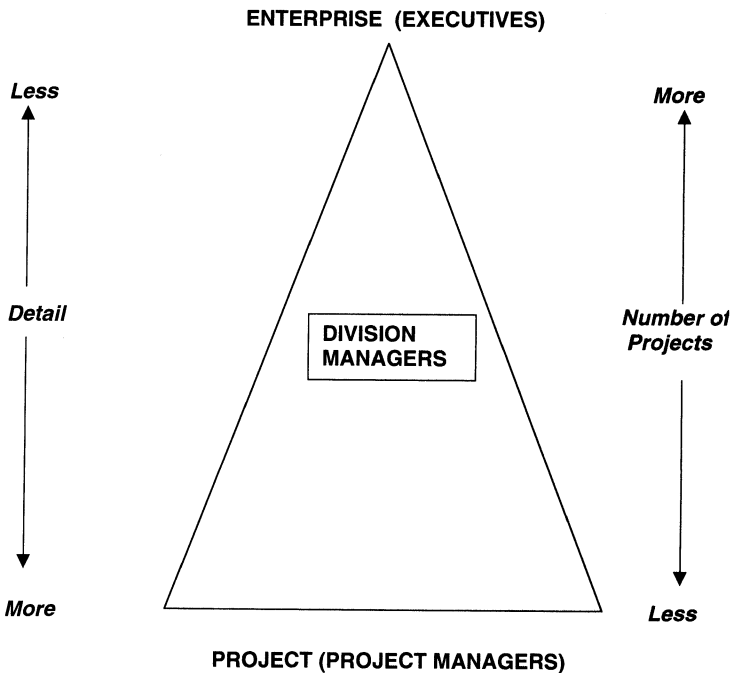 ENTERPRISE (EXECUTIVES)
Less
More
Detail
Number of
Projects
DIVISION
MANAGERS
More
Less
PROJECT (PROJECT MANAGERS)